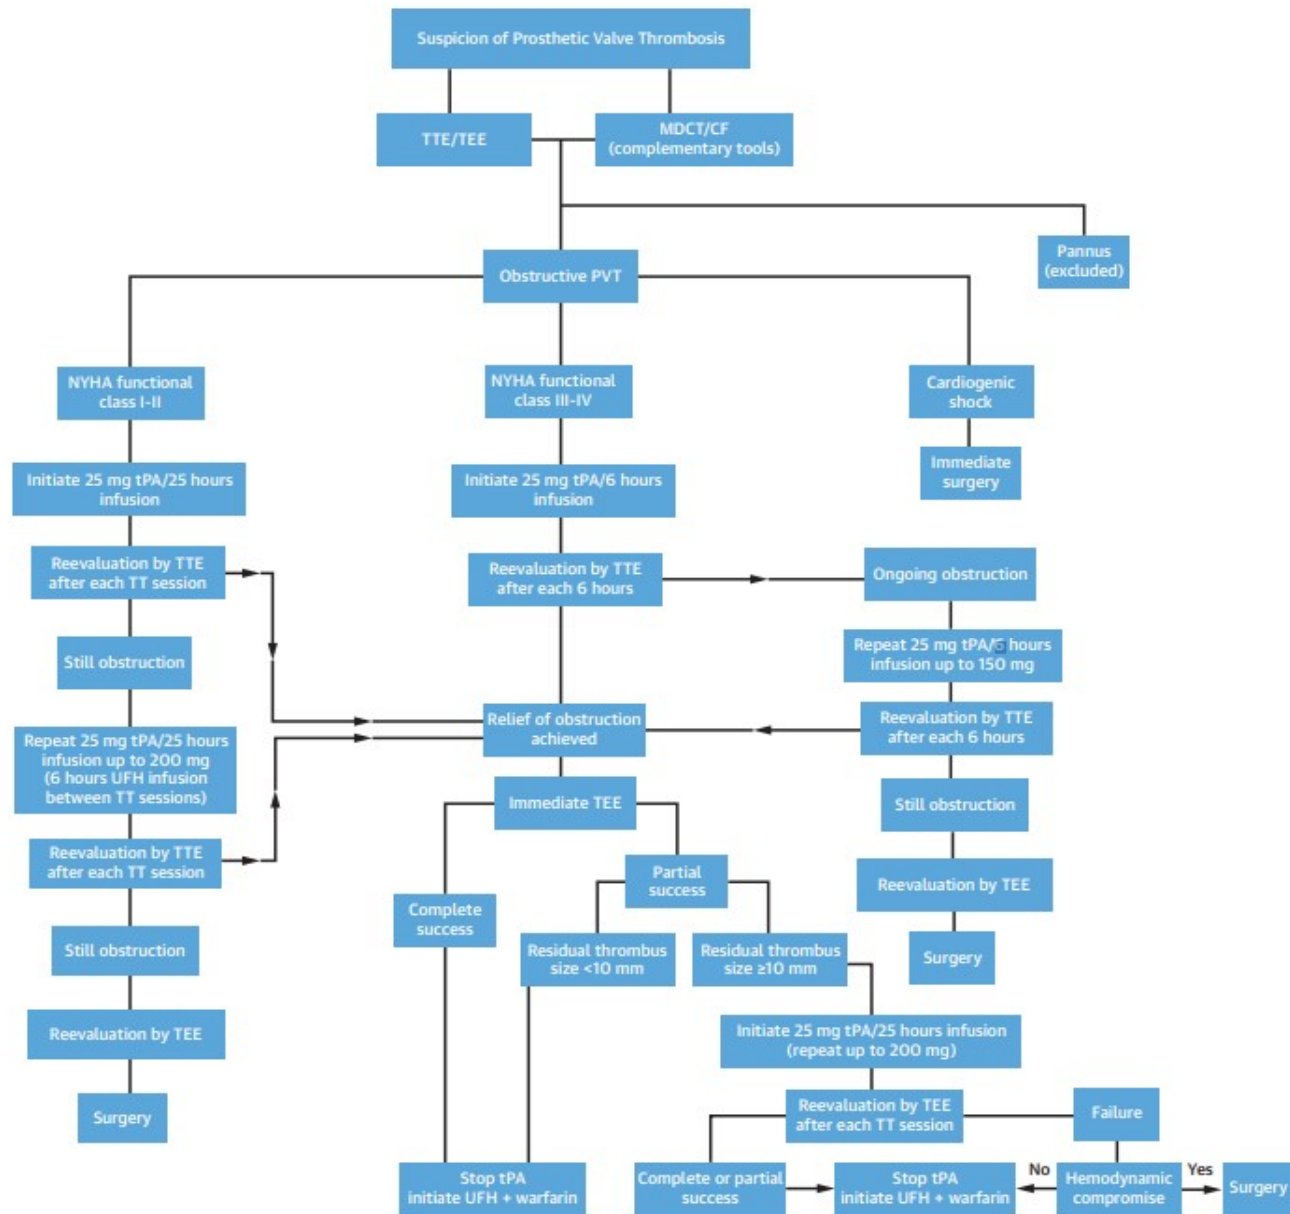 Suspicion of Prosthetic Valve Thrombosis
TTE/TEE
MDCT/CF
(complementary tools)
Pannus
(excluded)
Obstructive PVT
NYHA functional
class I-II
NYHA functional
class III-IV
Cardiogenic
shock
Initiate 25 mg tPA/25 hours
infusion
Initiate 25 mg tPA/6 hours
infusion
Immediate
surgery
Reevaluation by TTE
after each TT session
Reevaluation by TTE
after each 6 hours
Ongoing obstruction
Still obstruction
Repeat 25 mg tPA/6 hours
infusion up to 150 mg
Repeat 25 mg tPA/25 hours
infusion up to 200 mg
(6 hours UFH infusion
between TT sessions)
Relief of obstruction
achieved
Reevaluation by TTE
after each 6 hours
Immediate TEE
Still obstruction
Reevaluation by TTE
after each TT session
Partial
success
Reevaluation by TEE
Complete
success
Still obstruction
Residual thrombus
size <10 mm
Residual thrombus
size ≥10 mm
Surgery
Reevaluation by TEE
Initiate 25 mg tPA/25 hours infusion
(repeat up to 200 mg)
Surgery
Reevaluation by TEE
after each TT session
Failure
Stop tPA
initiate UFH + warfarin
Complete or partial
success
Stop tPA
initiate UFH + warfarin
No
Hemodynamic
compromise
Yes
Surgery